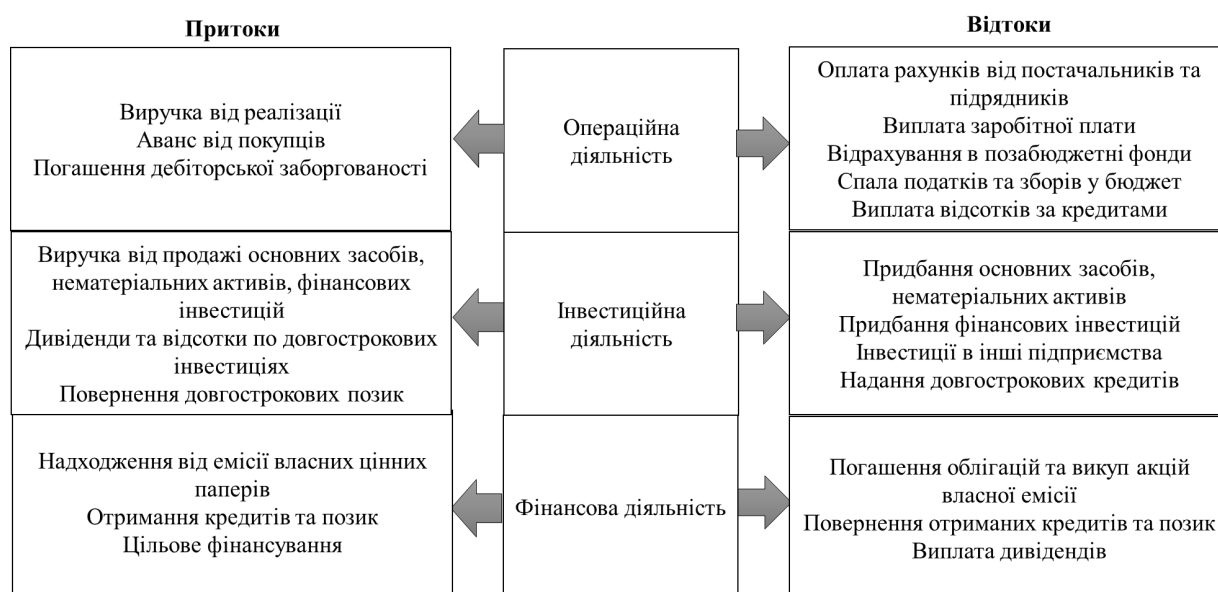 Притоки
Відтоки
Виручка від реалізації
Аванс від покупців
Погашення дебіторської заборгованості
Операційна
діяльність
Оплата рахунків від постачальників та
підрядників
Виплата заробітної плати
Відрахування в позабюджетні фонди
Спала податків та зборів у бюджет
Виплата відсотків за кредитами
Виручка від продажі основних засобів,
нематеріальних активів, фінансових
інвестицій
Дивіденди та відсотки по довгострокових
інвестиціях
Повернення довгострокових позик
Інвестиційна
діяльність
Придбання основних засобів,
нематеріальних активів
Придбання фінансових інвестицій
Інвестиції в інші підприємства
Надання довгострокових кредитів
Надходження від емісії власних цінних
паперів
Отримання кредитів та позик
Цільове фінансування
Фінансова діяльність
Погашення облігацій та викуп акцій
власної емісії
Повернення отриманих кредитів та позик
Виплата дивідендів